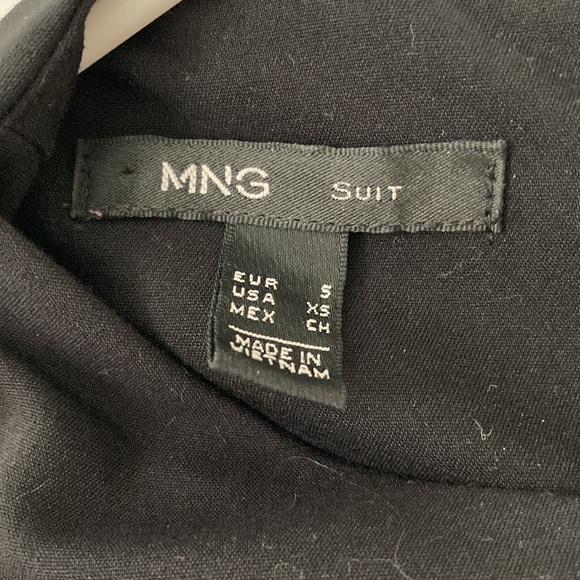 MNG SUIT
EUR S
USA XS
MEX CH
MADE IN
VIETNAM